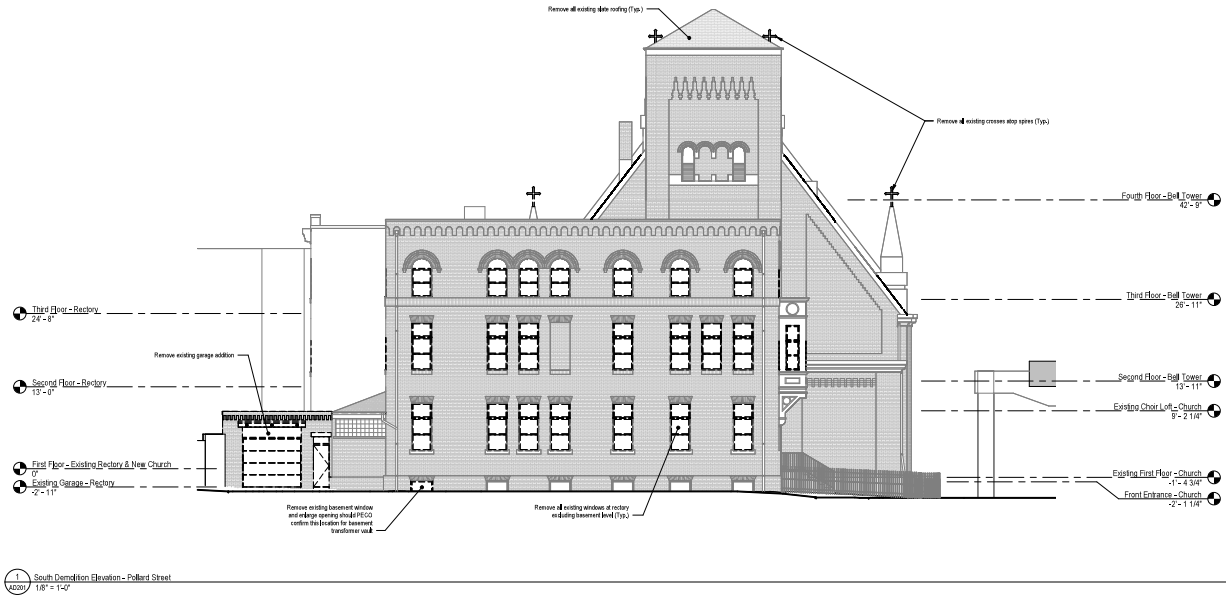 Remove all existing slate roofing (Typ.)
Remove all existing crosses atop spires (Typ.)
Fourth Floor - Bell Tower
42' - 9"
Third Floor - Bell Tower
26' - 11"
Third Floor - Rectory
24' - 8"
Remove existing garage addition
Second Floor - Rectory
13' - 0"
Second Floor - Bell Tower
13' - 11"
Existing Choir Loft - Church
9' - 2 1/4"
First Floor - Existing Rectory & New Church
0"
Existing Garage - Rectory
-2' - 11"
Existing First Floor - Church
-1' - 4 3/4"
Front Entrance - Church
-2' - 1 1/4"
Remove existing basement window
and enlarge opening should PECO
confirm this location for basement
transformer vault
Remove all existing windows at rectory
excluding basement level (Typ.)
1
AD201
South Demolition Elevation - Pollard Street
1/8" = 1'-0"